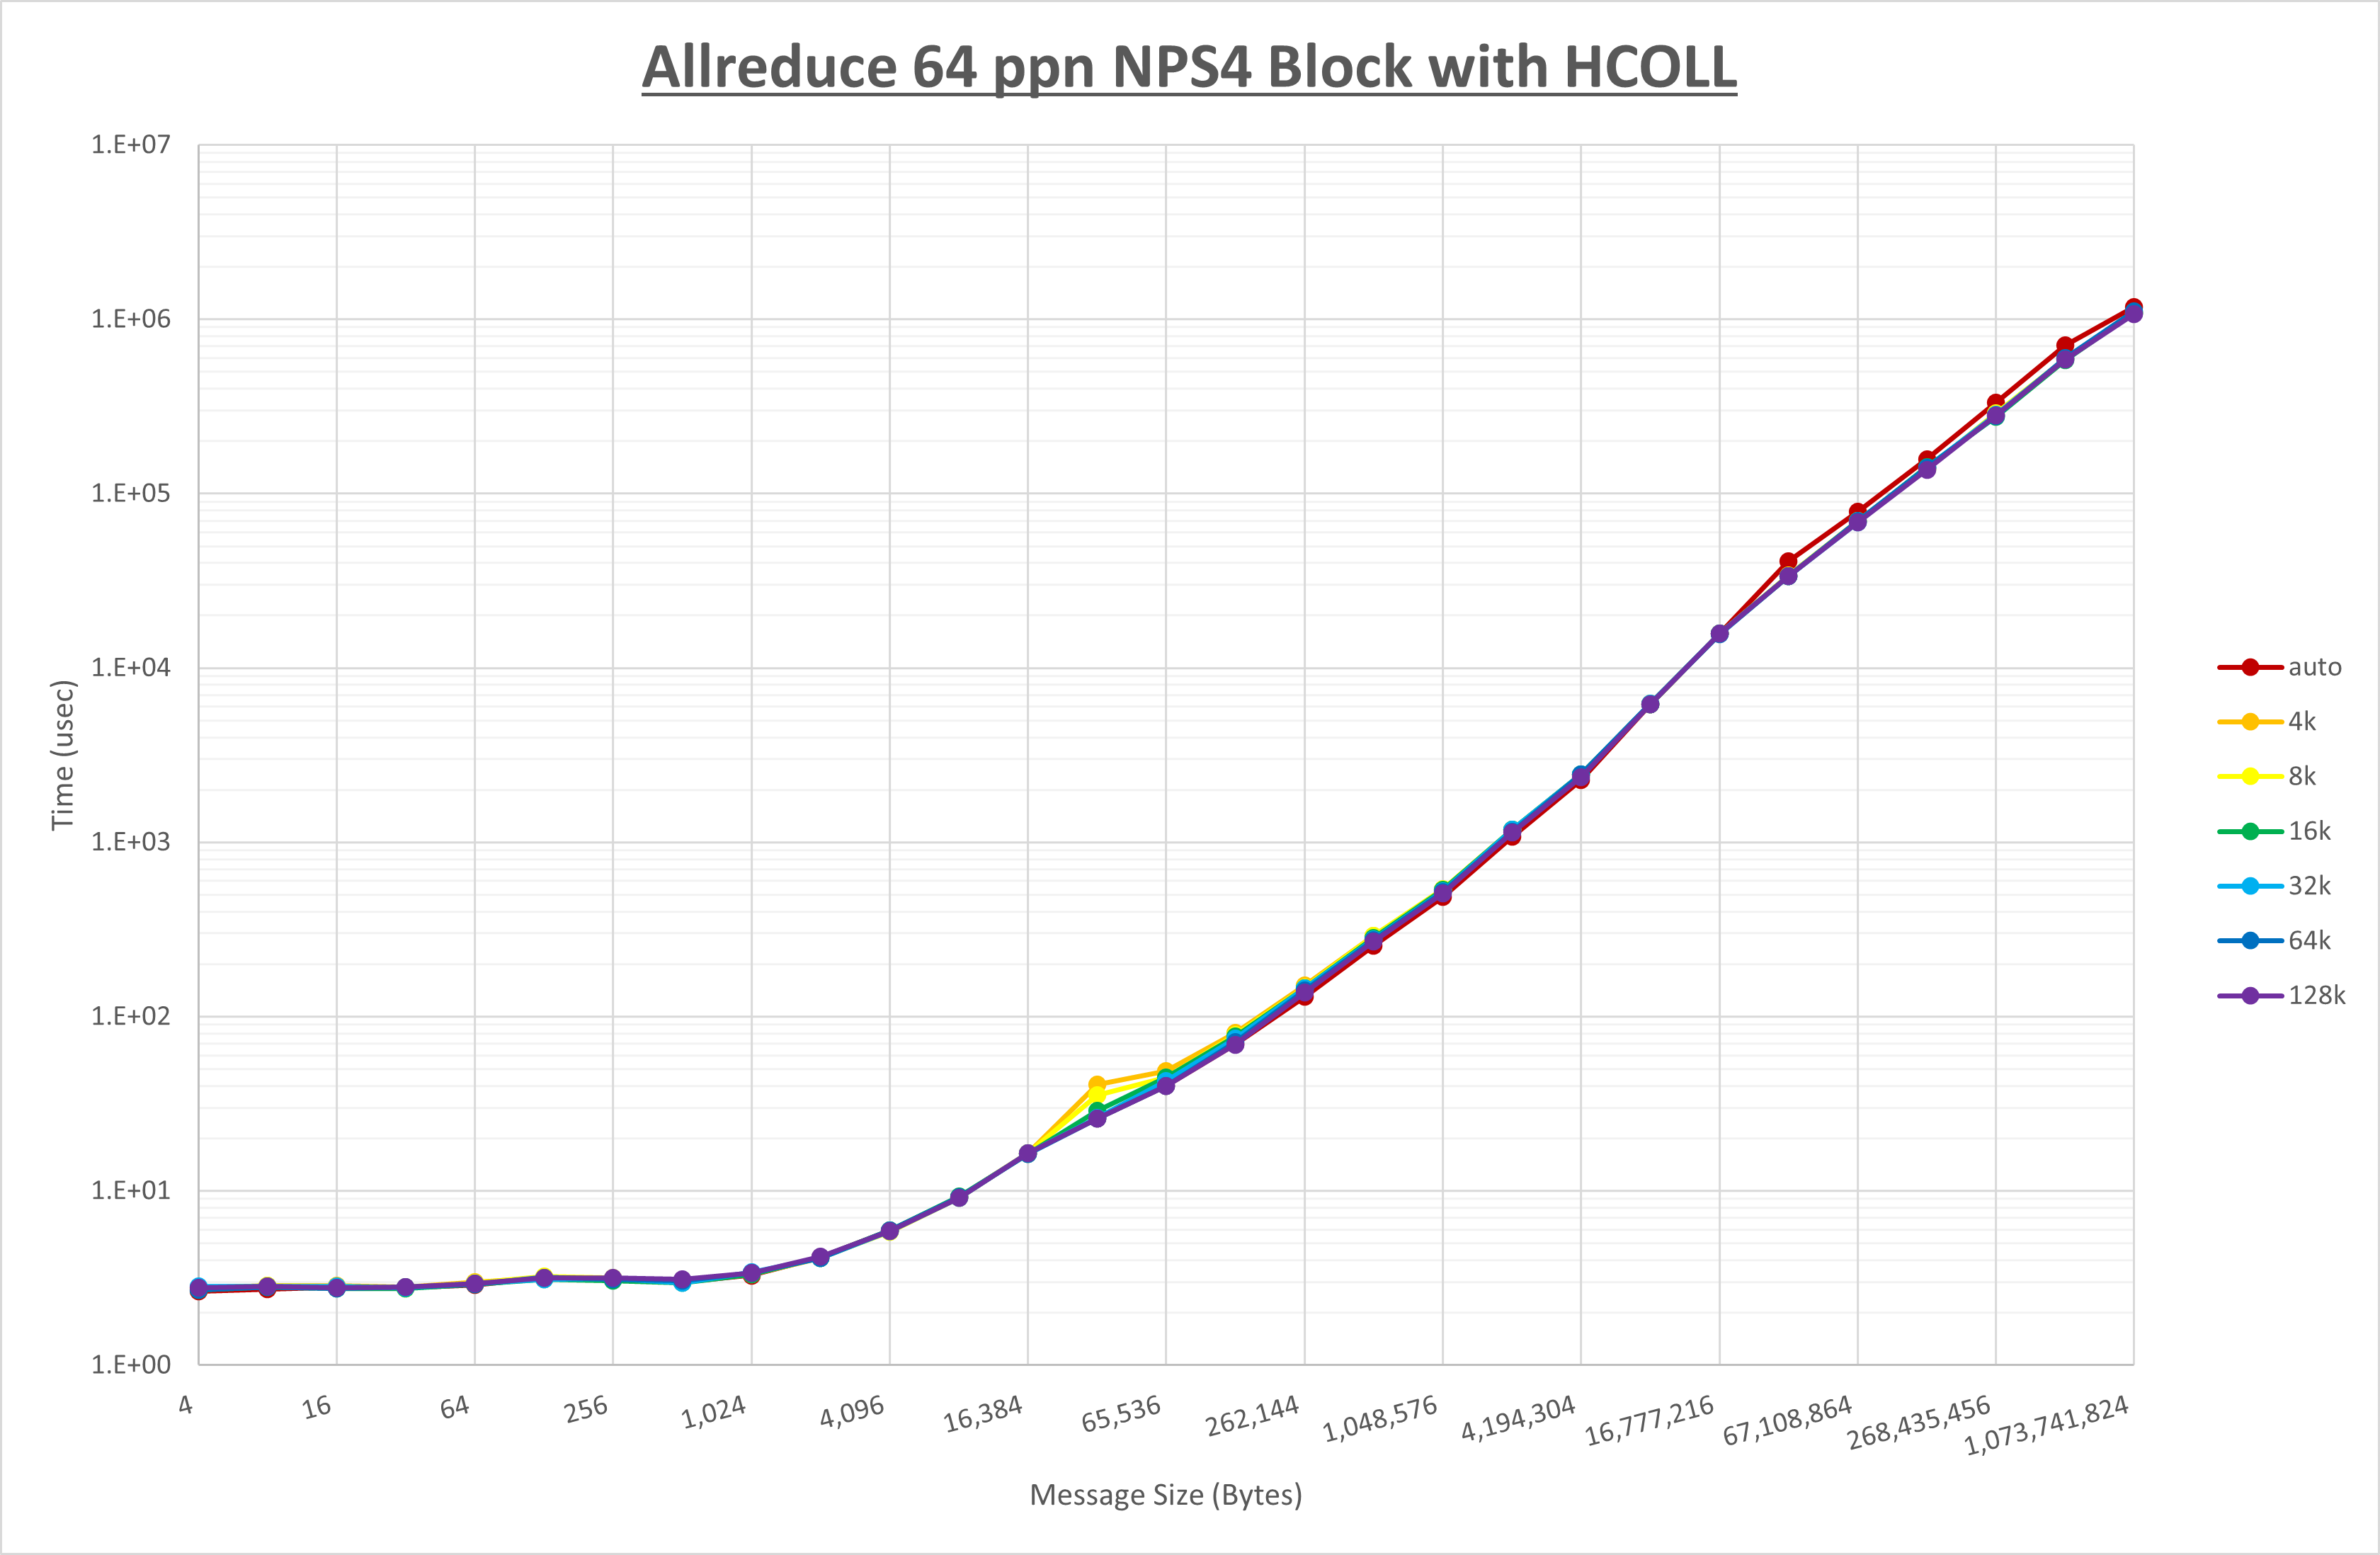 Allreduce 64 ppn NPS4 Block with HCOLL
1.E+07
1.E+06
1.E+05
1.E+04
1.E+03
1.E+02
1.E+01
1.E+00
Time (usec)
4
16
64
256
1,024
4,096
16,384
65,536
262,144
1,048,576
4,194,304
16,777,216
67,108,864
268,435,456
1,073,741,824
Message Size (Bytes)
auto
4k
8k
16k
32k
64k
128k